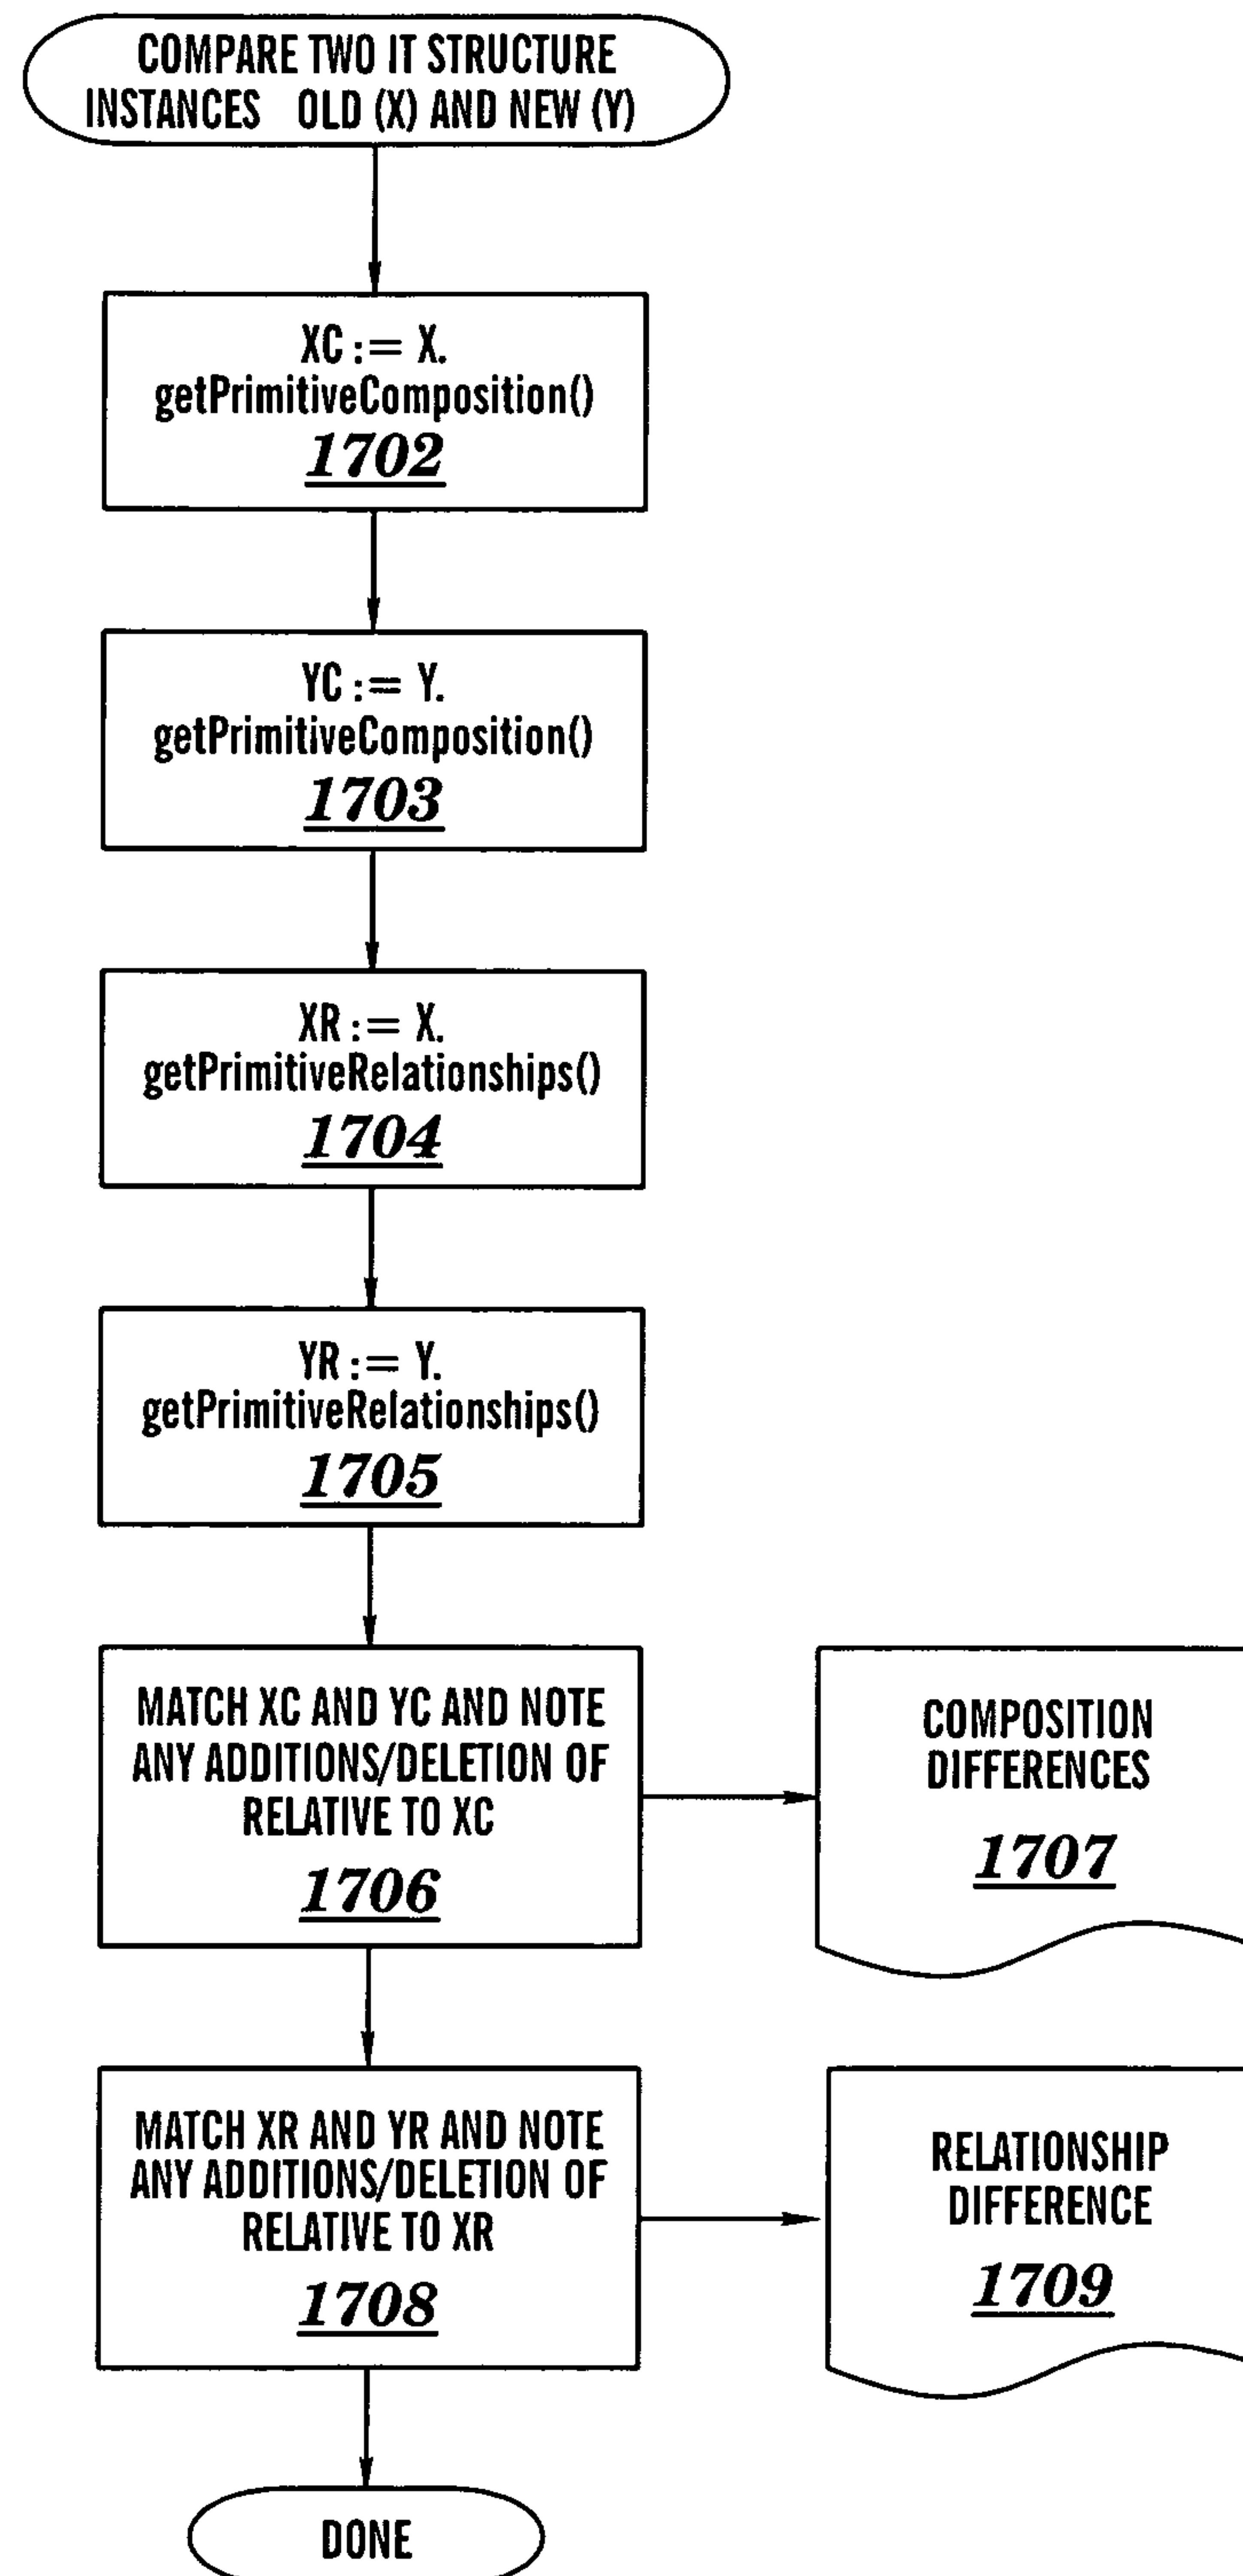 COMPARE TWO IT STRUCTURE
INSTANCES OLD (X) AND NEW (Y)
XC := X.
getPrimitiveComposition()
1702
YC := Y.
getPrimitiveComposition()
1703
XR := X.
getPrimitiveRelationships()
1704
YR := Y.
getPrimitiveRelationships()
1705
MATCH XC AND YC AND NOTE
ANY ADDITIONS/DELETION OF
RELATIVE TO XC
1706
COMPOSITION
DIFFERENCES
1707
MATCH XR AND YR AND NOTE
ANY ADDITIONS/DELETION OF
RELATIVE TO XR
1708
RELATIONSHIP
DIFFERENCE
1709
DONE